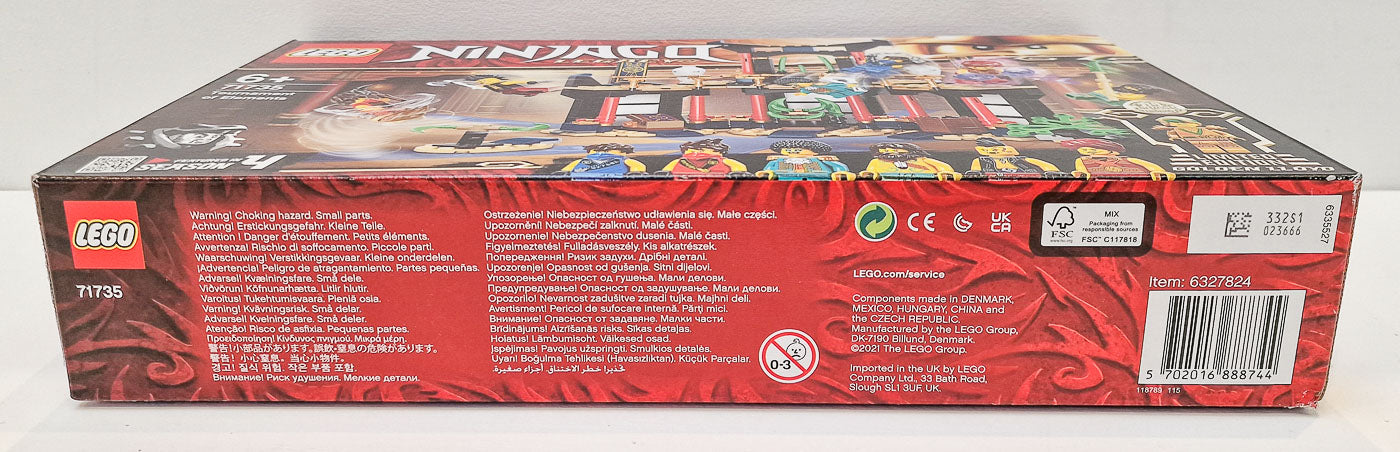 LEGO
NINJAGO
6+
71735
Tournament
of Elements
LEGO
71735
Warning! Choking hazard. Small parts.
Achtung! Erstickungsgefahr. Kleine Teile.
Attention ! Danger d'étouffement. Petits éléments.
Avvertenza! Rischio di soffocamento. Piccole parti.
Waarschuwing! Verstikkingsgevaar. Kleine onderdelen.
¡Advertencia! Peligro de atragantamiento. Partes pequeñas.
Advarsel! Kvælningsfare. Små dele.
Viðvörun! Köfnunarhætta. Litlir hlutir.
Varoitus! Tukehtumisvaara. Pieniä osia.
Varning! Kvävningsrisk. Små delar.
Advarsel! Kvelningsfare. Små deler.
Atenção! Risco de asfixia. Pequenas partes.
Προειδοποίηση! Κίνδυνος πνιγμού. Μικρά μέρη.
警告! 小部品があります。誤飲・窒息の危険があります。
警告! 小心窒息。当心小物件。
경고! 질식 위험. 작은 부품 포함.
Внимание! Риск удушения. Мелкие детали.
Ostrzeżenie! Niebezpieczeństwo udławienia się. Małe części.
Upozornění! Nebezpečí zalknutí. Malé části.
Upozornenie! Nebezpečenstvo dusenia. Malé časti.
Figyelmeztetés! Fulladásveszély. Kis alkatrészek.
Попередження! Ризик задухи. Дрібні деталі.
Upozorenje! Opasnost od gušenja. Sitni dijelovi.
Упозорење! Опасност од гушења. Мали делови.
Предупредување! Опасност од задушување. Мали делови.
Opozorilo! Nevarnost zadušitve zaradi tujka. Majhni deli.
Avertisment! Pericol de sufocare internă. Părți mici.
Внимание! Опасност от задавяне. Малки части.
Brīdinājums! Aizrīšanās risks. Sīkas detaļas.
Hoiatus! Lämbumisoht. Väikesed osad.
Įspėjimas! Pavojus užspringti. Smulkios detalės.
Uyarı! Boğulma Tehlikesi (Havasızlıktan). Küçük Parçalar.
تحذير! خطر الاختناق. أجزاء صغيرة.
0-3
CE
UK
CA
LEGO.com/service
Components made in DENMARK,
MEXICO, HUNGARY, CHINA and
the CZECH REPUBLIC.
Manufactured by the LEGO Group,
DK-7190 Billund, Denmark.
©2021 The LEGO Group.
Imported in the UK by LEGO
Company Ltd., 33 Bath Road,
Slough SL1 3UF, UK.
FSC
www.fsc.org
MIX
Packaging from
responsible sources
FSC™ C117818
332S1
023666
6335527
Item: 6327824
5 702016 888744
118789 115